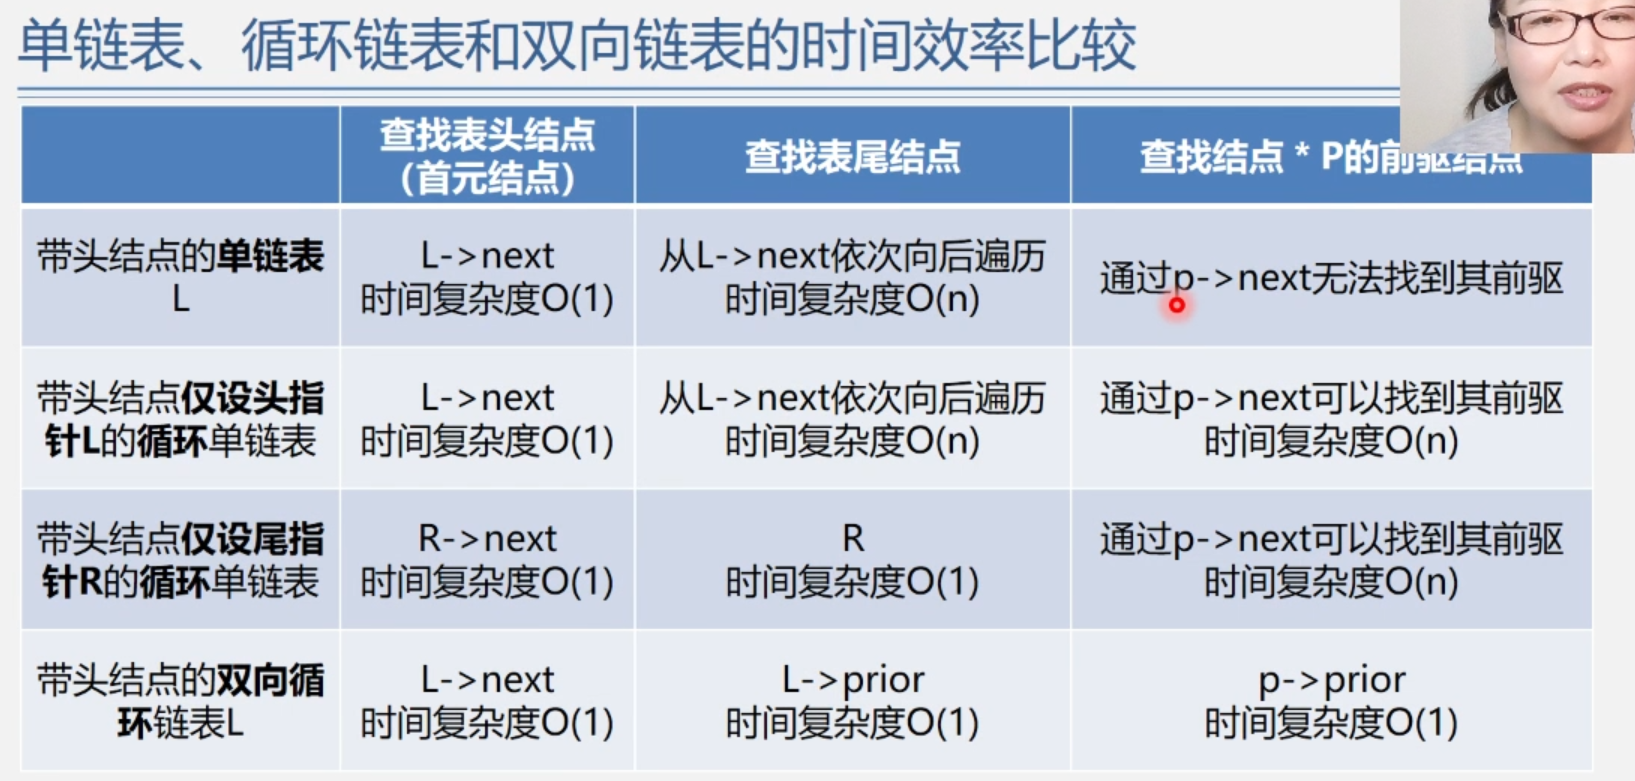 单链表、循环链表和双向链表的时间效率比较
查找表头结点
（首元结点）
查找表尾结点
查找结点 * P的前驱结点
带头结点的单链表
L
L->next
时间复杂度O(1)
从L->next依次向后遍历
时间复杂度O(n)
通过p->next无法找到其前驱
带头结点仅设头指
针L的循环单链表
L->next
时间复杂度O(1)
从L->next依次向后遍历
时间复杂度O(n)
通过p->next可以找到其前驱
时间复杂度O(n)
带头结点仅设尾指
针R的循环单链表
R->next
时间复杂度O(1)
R
时间复杂度O(1)
通过p->next可以找到其前驱
时间复杂度O(n)
带头结点的双向循
环链表L
L->next
时间复杂度O(1)
L->prior
时间复杂度O(1)
p->prior
时间复杂度O(1)